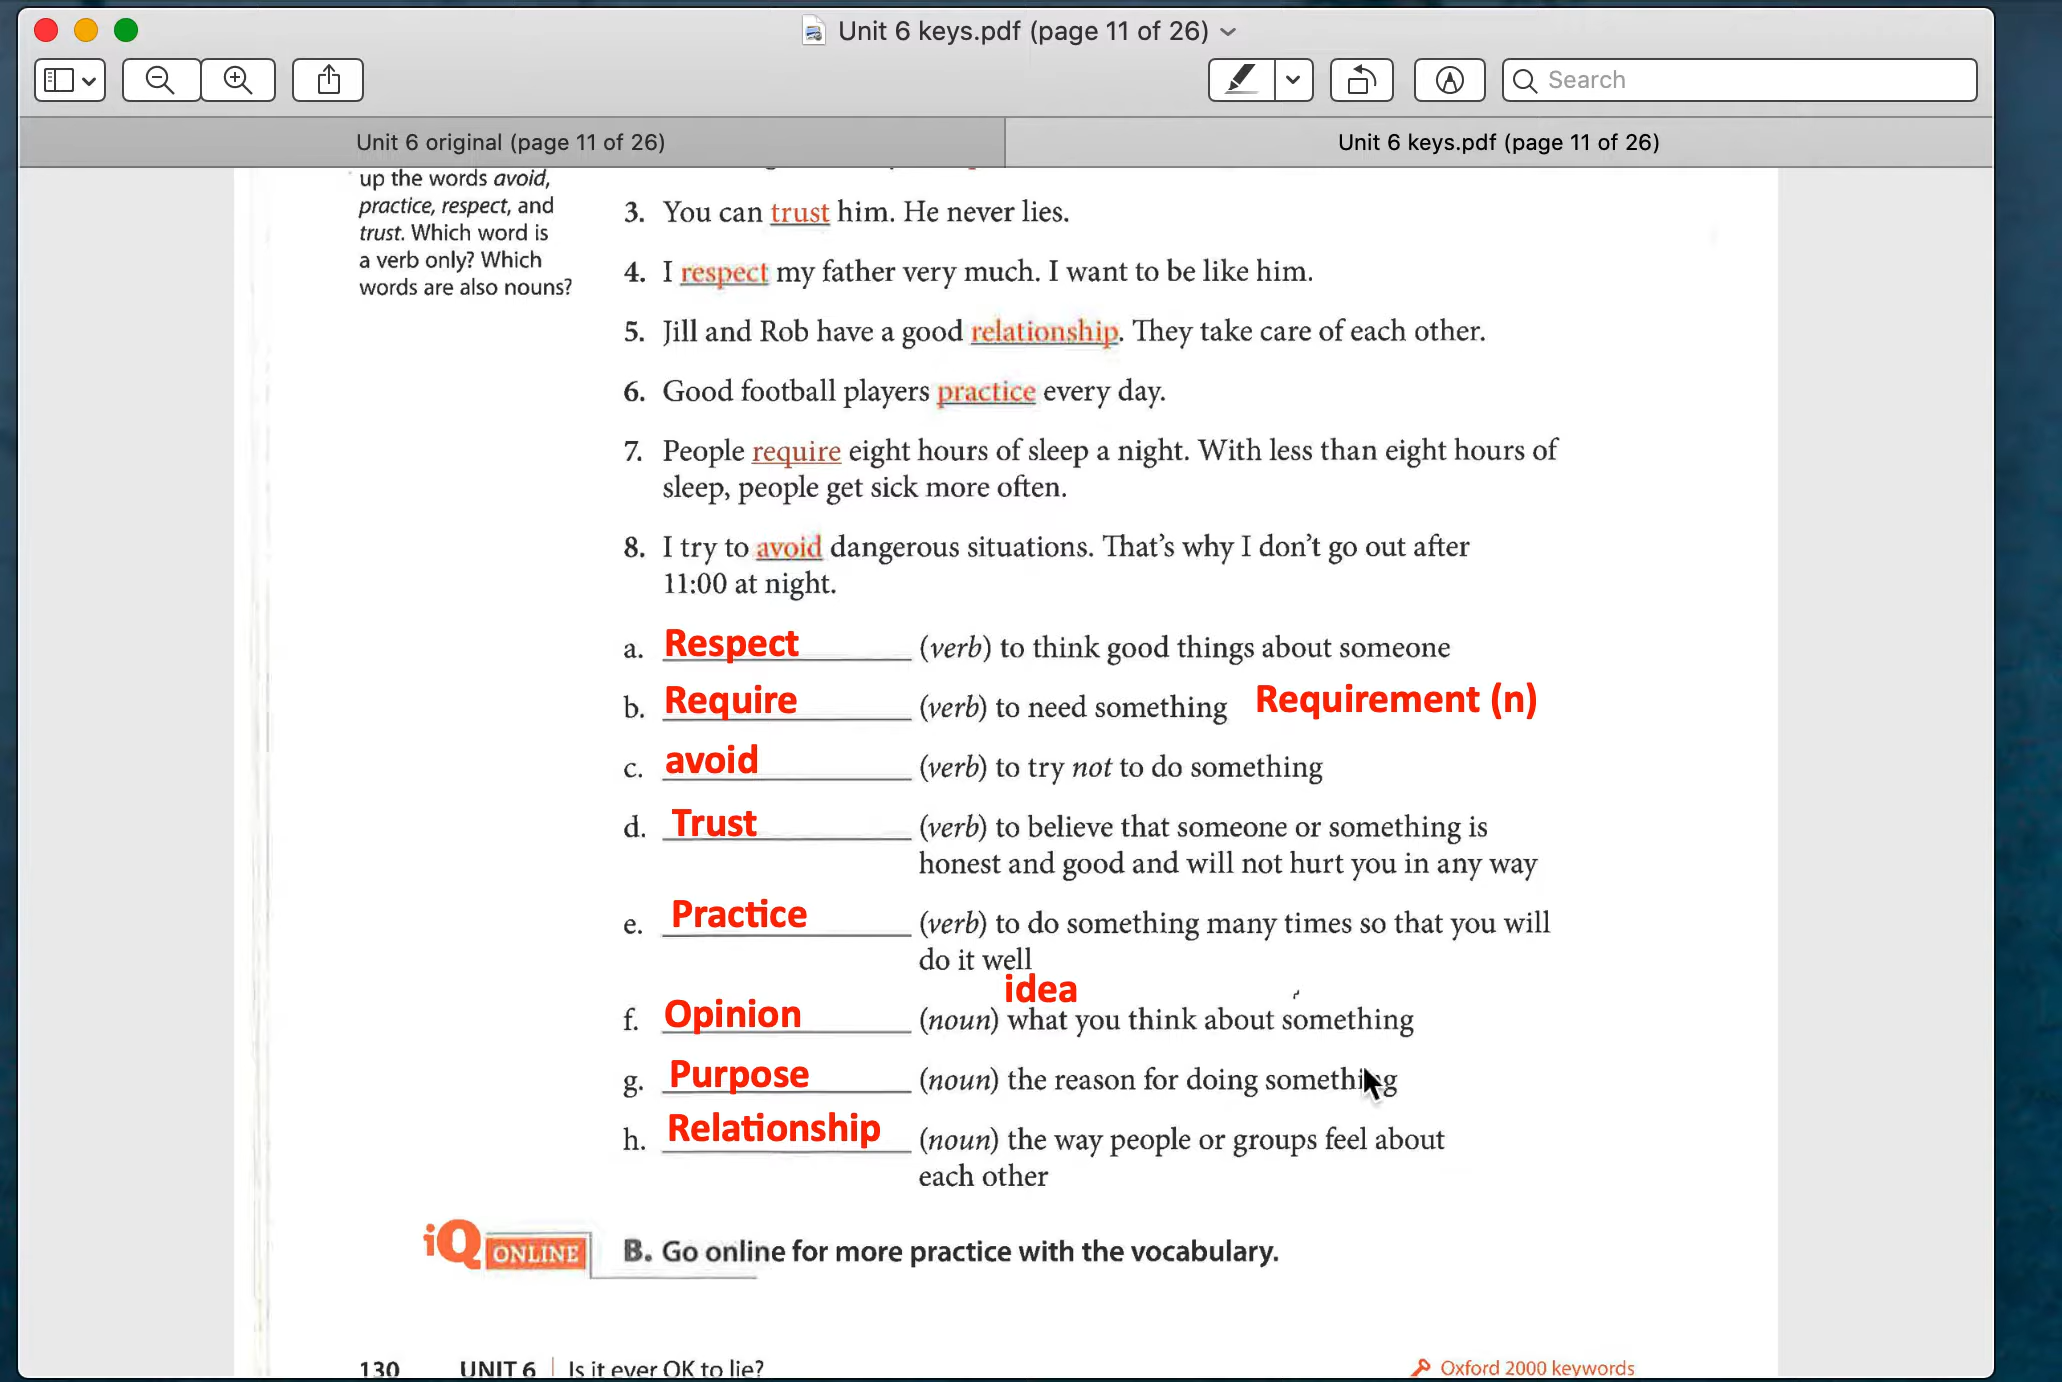 Unit 6 keys.pdf (page 11 of 26)
Search
Unit 6 original (page 11 of 26)
Unit 6 keys.pdf (page 11 of 26)
up the words avoid,
practice, respect, and
trust. Which word is
a verb only? Which
words are also nouns?
3. You can trust him. He never lies.
4. I respect my father very much. I want to be like him.
5. Jill and Rob have a good relationship. They take care of each other.
6. Good football players practice every day.
7. People require eight hours of sleep a night. With less than eight hours of
sleep, people get sick more often.
8. I try to avoid dangerous situations. That's why I don't go out after
11:00 at night.
a. Respect (verb) to think good things about someone
b. Require (verb) to need something Requirement (n)
c. avoid (verb) to try not to do something
d. Trust (verb) to believe that someone or something is
honest and good and will not hurt you in any way
e. Practice (verb) to do something many times so that you will
do it well
idea
f. Opinion (noun) what you think about something
g. Purpose (noun) the reason for doing something
h. Relationship (noun) the way people or groups feel about
each other
iQ ONLINE B. Go online for more practice with the vocabulary.
130 UNIT 6 | Is it ever OK to lie? Oxford 2000 keywords